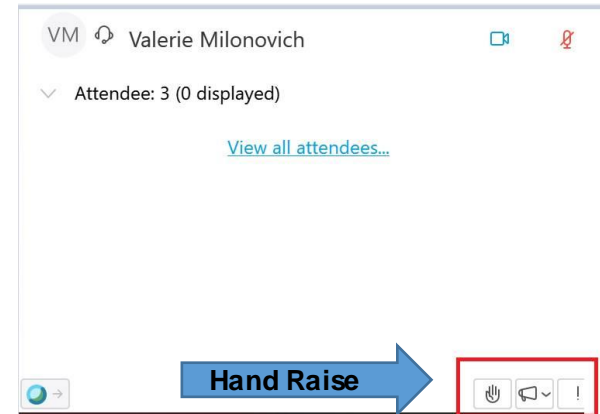 VM Valerie Milonovich
Attendee: 3 (0 displayed)
View all attendees...
Hand Raise
!